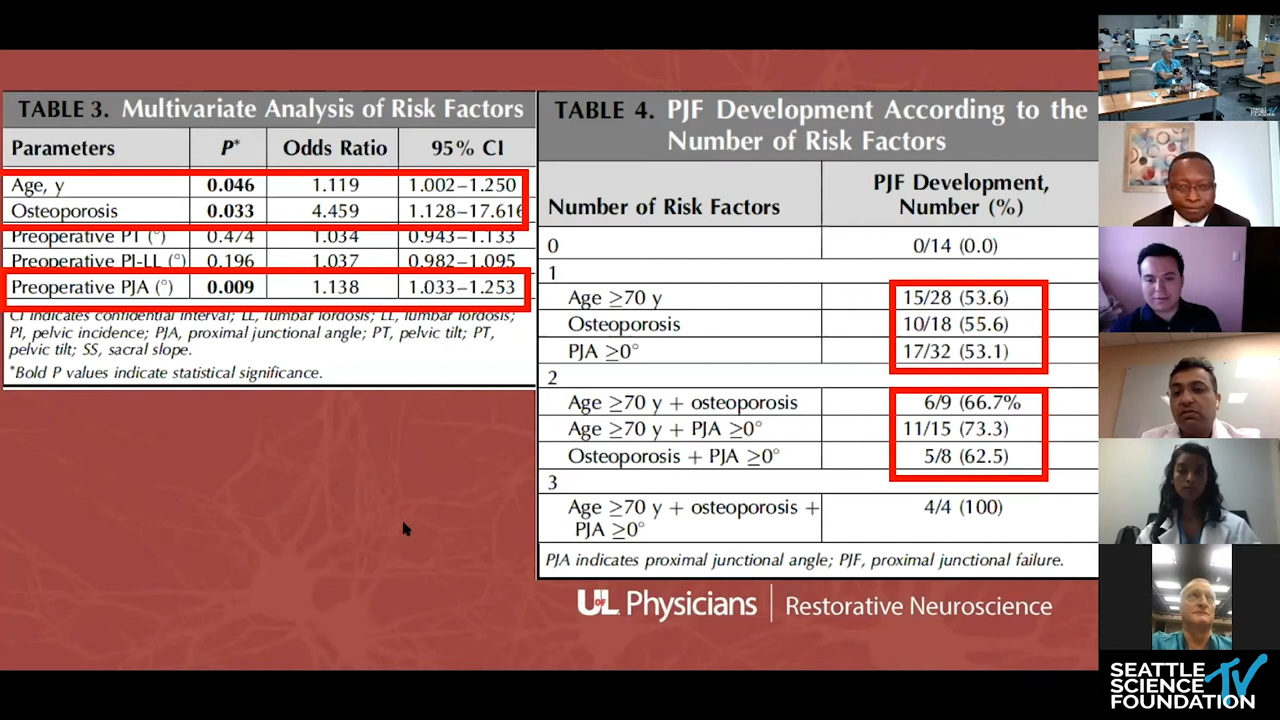 TABLE 3. Multivariate Analysis of Risk Factors
Parameters P* Odds Ratio 95% CI
Age, y 0.046 1.119 1.002–1.250
Osteoporosis 0.033 4.459 1.128–17.616
Preoperative PT (°) 0.474 1.034 0.943–1.133
Preoperative PI-LL (°) 0.196 1.037 0.982–1.095
Preoperative PJA (°) 0.009 1.138 1.033–1.253
CI indicates confidential interval; LL, lumbar lordosis; LL, lumbar lordosis;
PI, pelvic incidence; PJA, proximal junctional angle; PT, pelvic tilt; PT,
pelvic tilt; SS, sacral slope.
*Bold P values indicate statistical significance.
TABLE 4. PJF Development According to the
Number of Risk Factors
PJF Development,
Number of Risk Factors Number (%)
0 0/14 (0.0)
1
Age ≥70 y 15/28 (53.6)
Osteoporosis 10/18 (55.6)
PJA ≥0° 17/32 (53.1)
2
Age ≥70 y + osteoporosis 6/9 (66.7%
Age ≥70 y + PJA ≥0° 11/15 (73.3)
Osteoporosis + PJA ≥0° 5/8 (62.5)
3
Age ≥70 y + osteoporosis + 4/4 (100)
PJA ≥0°
PJA indicates proximal junctional angle; PJF, proximal junctional failure.
UofL Physicians | Restorative Neuroscience
SEATTLE
SCIENCE
FOUNDATION
TV